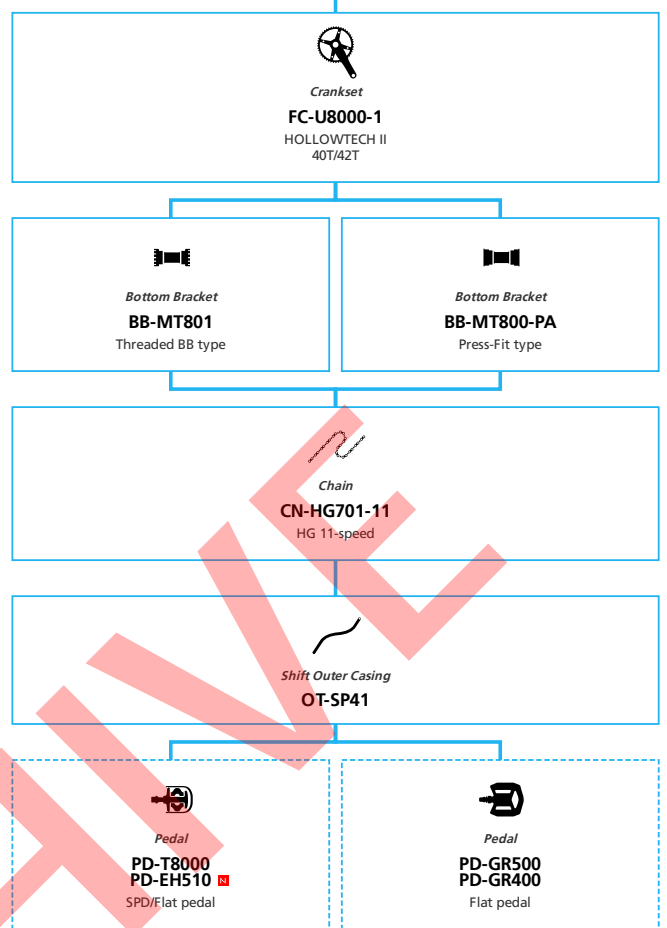 Crankset
FC-U8000-1
HOLLOWTECH II
40T/42T
Bottom Bracket
BB-MT801
Threaded BB type
Bottom Bracket
BB-MT800-PA
Press-Fit type
Chain
CN-HG701-11
HG 11-speed
Shift Outer Casing
OT-SP41
Pedal
PD-T8000
PD-EH510 N
SPD/Flat pedal
Pedal
PD-GR500
PD-GR400
Flat pedal
HIVE